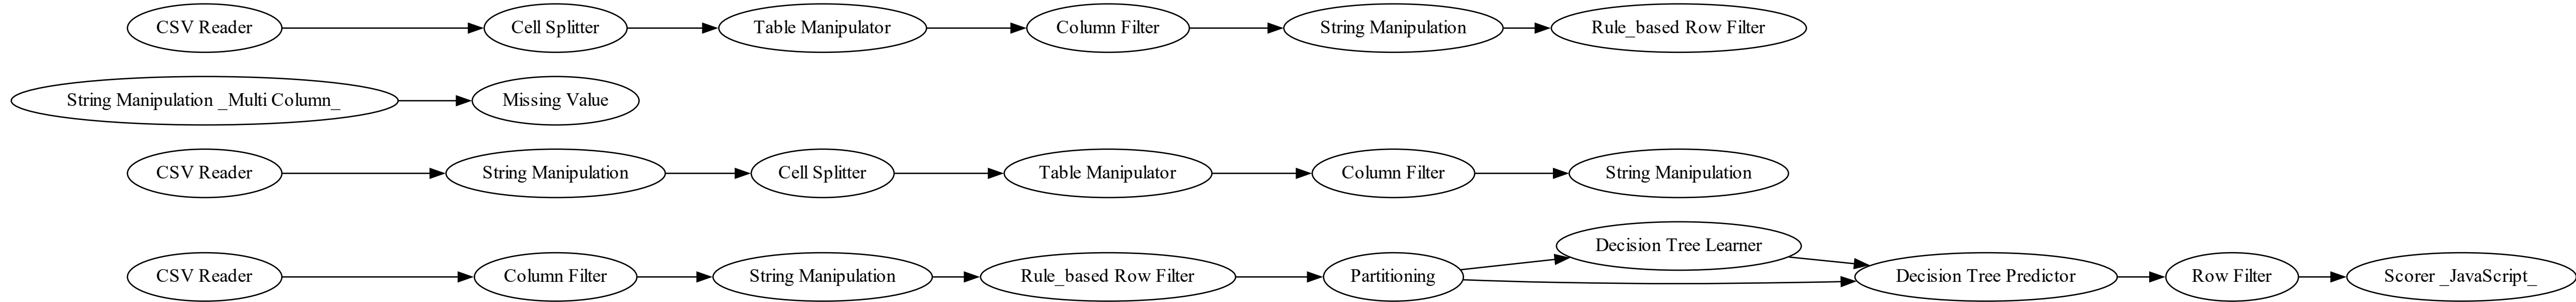 CSV Reader
Cell Splitter
Table Manipulator
Column Filter
String Manipulation
Rule_based Row Filter
String Manipulation _Multi Column_
Missing Value
CSV Reader
String Manipulation
Cell Splitter
Table Manipulator
Column Filter
String Manipulation
CSV Reader
Column Filter
String Manipulation
Rule_based Row Filter
Partitioning
Decision Tree Learner
Decision Tree Predictor
Row Filter
Scorer _JavaScript_